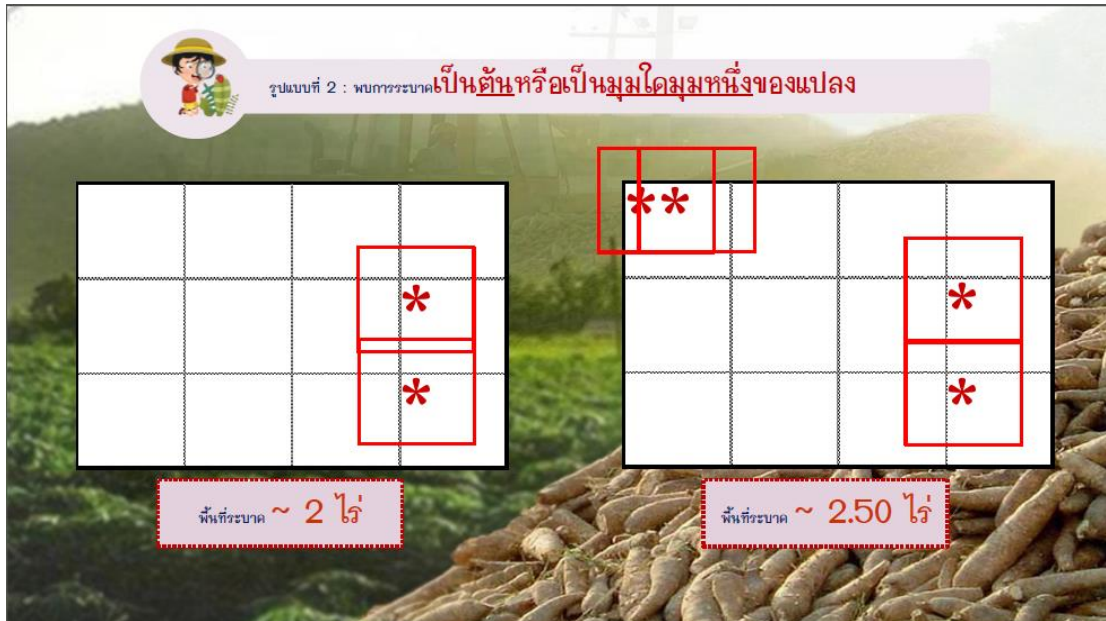 รูปแบบที่ 2 : พบการระบาดเป็นต้นหรือเป็นมุมใดมุมหนึ่งของแปลง
* *
*
*
*
*
พื้นที่ระบาด ~ 2 ไร่
พื้นที่ระบาด ~ 2.50 ไร่